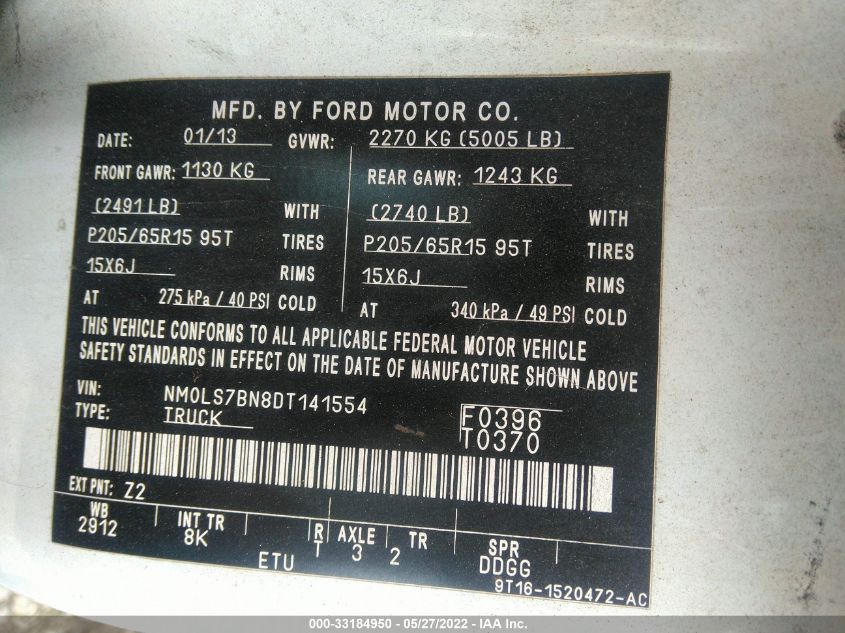 MFD. BY FORD MOTOR CO.
DATE: 01/13 GVWR: 2270 KG (5005 LB)
FRONT GAWR: 1130 KG REAR GAWR: 1243 KG
(2491 LB) WITH (2740 LB) WITH
P205/65R15 95T TIRES P205/65R15 95T TIRES
15X6J RIMS 15X6J RIMS
AT 275 kPa / 40 PSI COLD AT 340 kPa / 49 PSI COLD
THIS VEHICLE CONFORMS TO ALL APPLICABLE FEDERAL MOTOR VEHICLE
SAFETY STANDARDS IN EFFECT ON THE DATE OF MANUFACTURE SHOWN ABOVE
VIN: NM0LS7BN8DT141554 F0396
TYPE: TRUCK T0370
EXT PNT: Z2
WB INT TR R AXLE TR SPR
2912 8K T 3 2 DDGG
ETU 9T16-1520472-AC
000-33184950 - 05/27/2022 - IAAI - Copart, Inc.